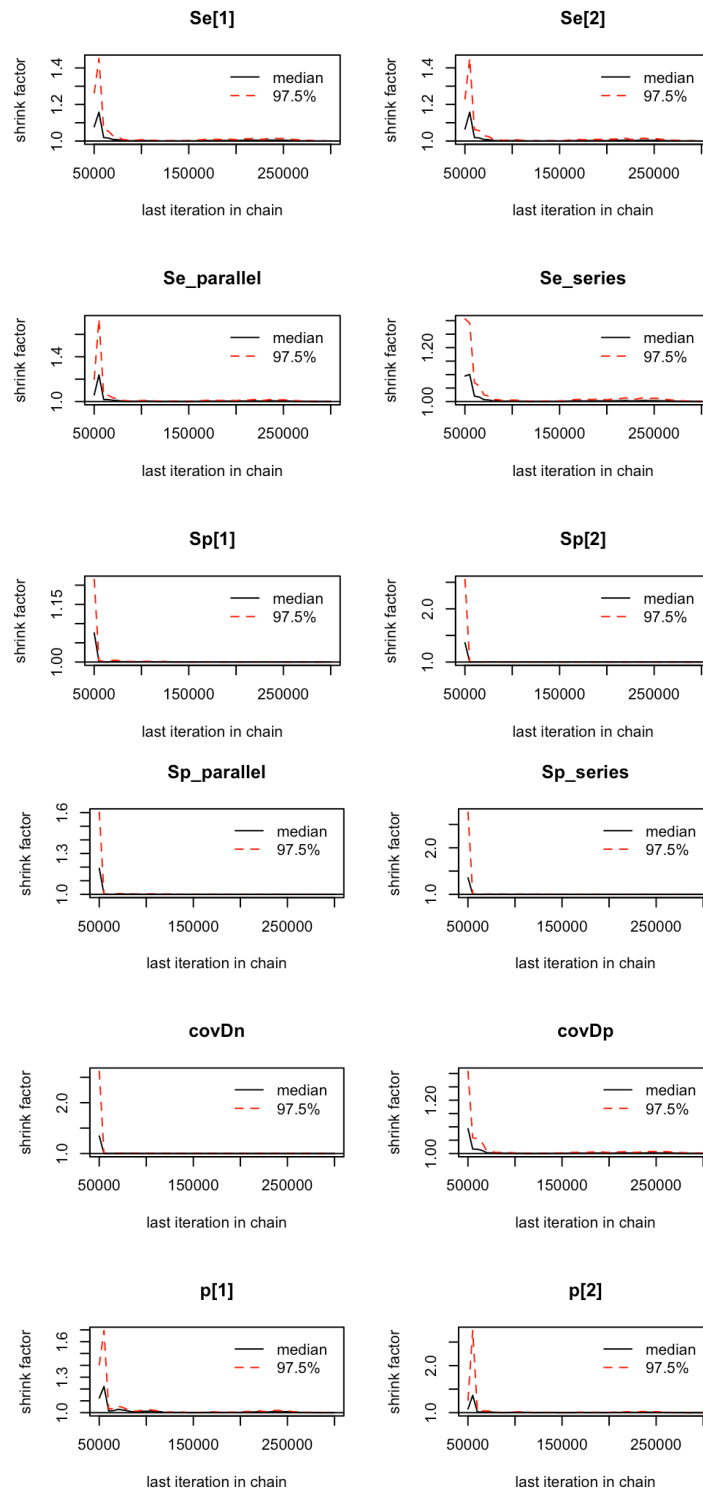 Se[1]
shrink factor
1.0 1.2 1.4
median
97.5%
50000 150000 250000
last iteration in chain
Se[2]
shrink factor
1.0 1.2 1.4
median
97.5%
50000 150000 250000
last iteration in chain
Se_parallel
shrink factor
1.0 1.4
median
97.5%
50000 150000 250000
last iteration in chain
Se_series
shrink factor
1.00 1.20
median
97.5%
50000 150000 250000
last iteration in chain
Sp[1]
shrink factor
1.00 1.15
median
97.5%
50000 150000 250000
last iteration in chain
Sp[2]
shrink factor
1.0 2.0
median
97.5%
50000 150000 250000
last iteration in chain
Sp_parallel
shrink factor
1.0 1.3 1.6
median
97.5%
50000 150000 250000
last iteration in chain
Sp_series
shrink factor
1.0 2.0
median
97.5%
50000 150000 250000
last iteration in chain
covDn
shrink factor
1.0 2.0
median
97.5%
50000 150000 250000
last iteration in chain
covDp
shrink factor
1.00 1.20
median
97.5%
50000 150000 250000
last iteration in chain
p[1]
shrink factor
1.0 1.3 1.6
median
97.5%
50000 150000 250000
last iteration in chain
p[2]
shrink factor
1.0 2.0
median
97.5%
50000 150000 250000
last iteration in chain